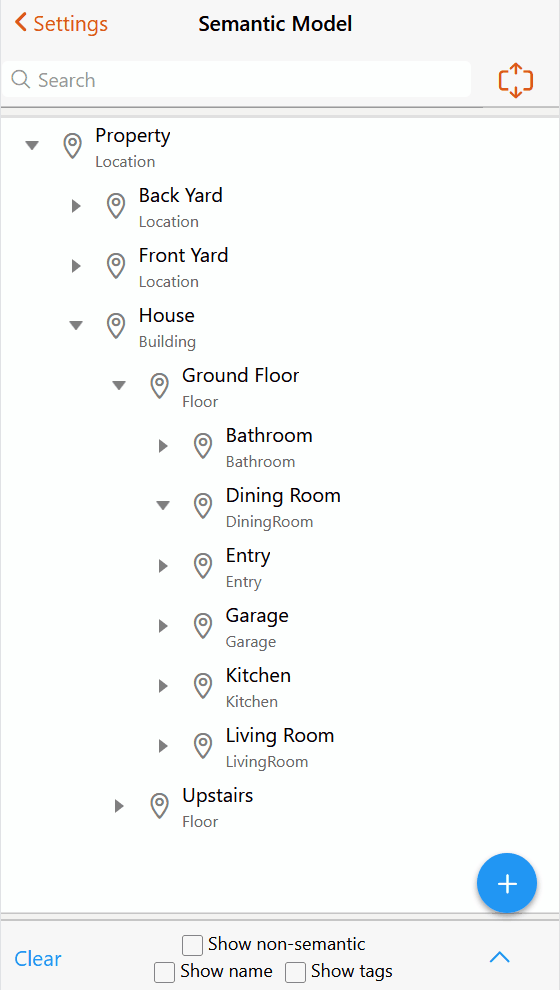 Settings
Semantic Model
Search
Property
Location
Back Yard
Location
Front Yard
Location
House
Building
Ground Floor
Floor
Bathroom
Bathroom
Dining Room
DiningRoom
Entry
Entry
Garage
Garage
Kitchen
Kitchen
Living Room
LivingRoom
Upstairs
Floor
Clear
Show non-semantic
Show name
Show tags